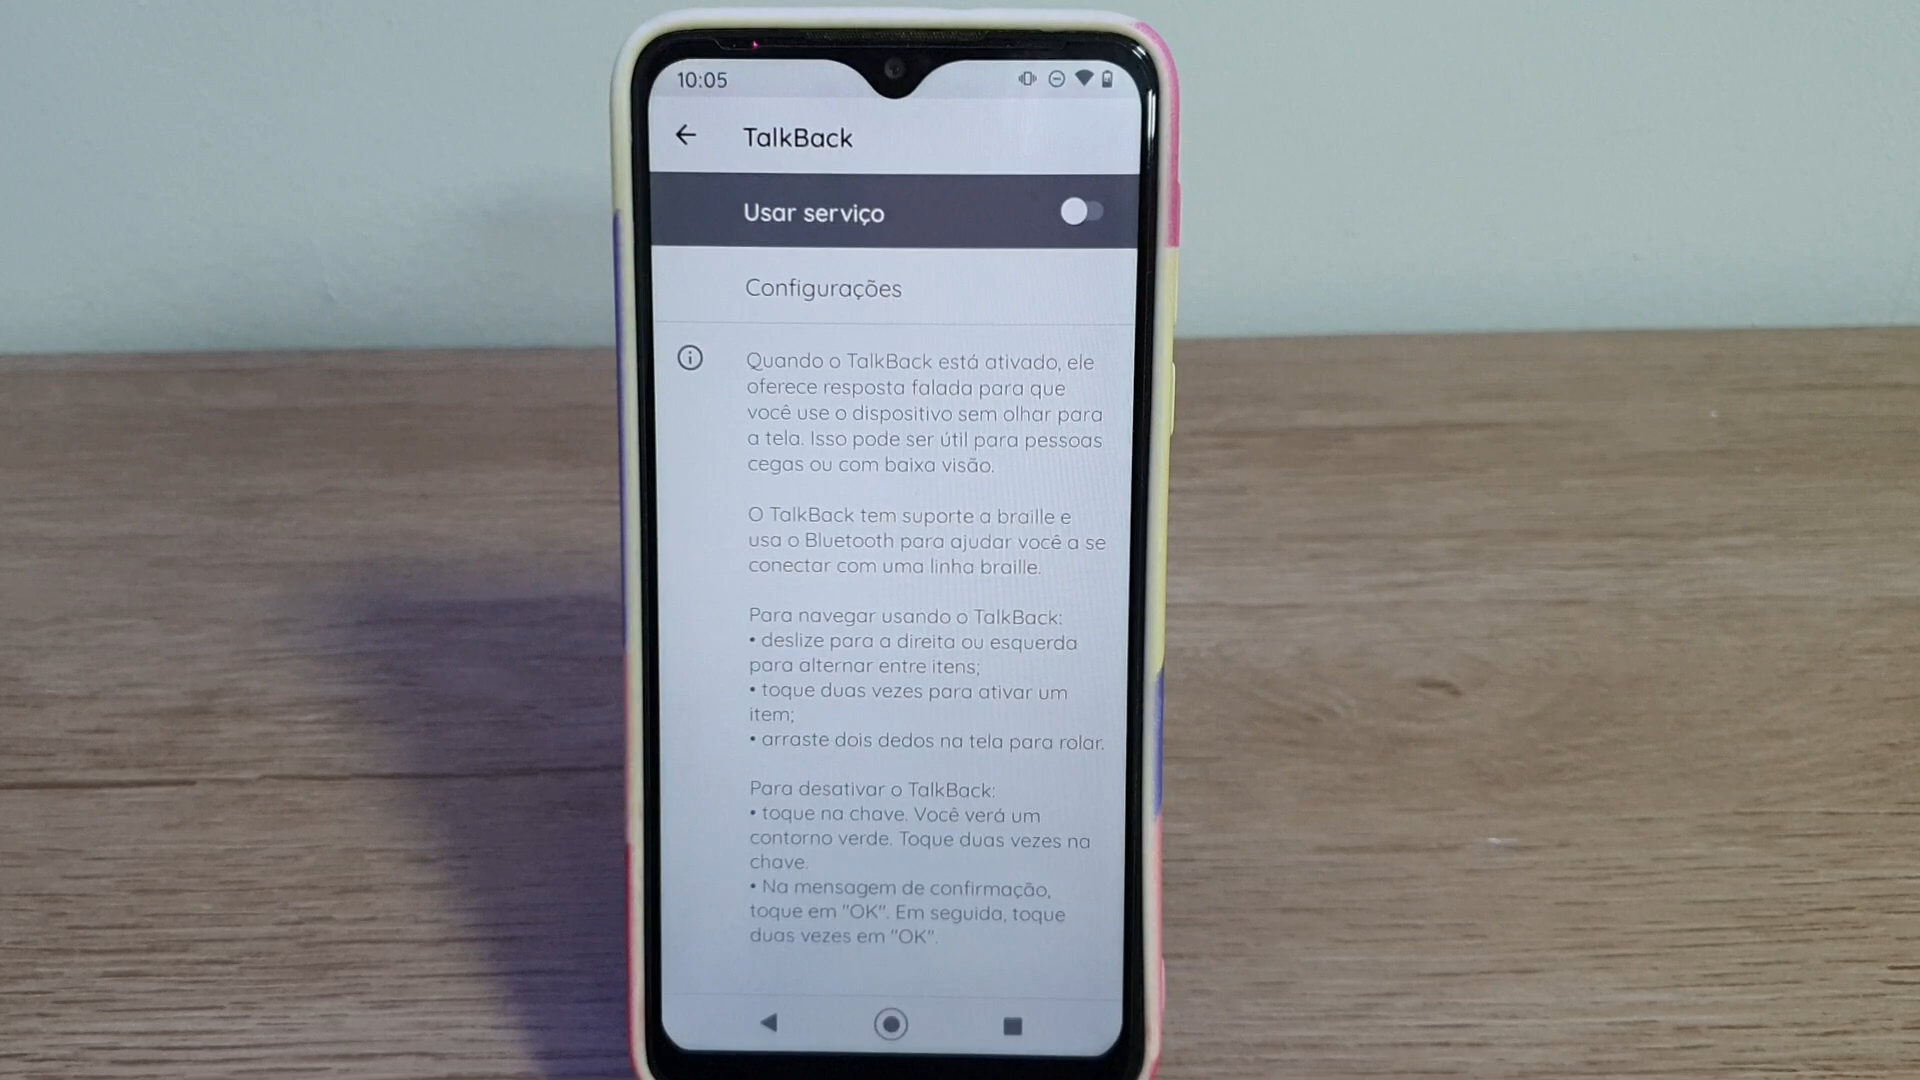 10:05
TalkBack
Usar serviço
Configurações
Quando o TalkBack está ativado, ele
oferece resposta falada para que
você use o dispositivo sem olhar para
a tela. Isso pode ser útil para pessoas
cegas ou com baixa visão.
O TalkBack tem suporte a braille e
usa o Bluetooth para ajudar você a se
conectar com uma linha braille.
Para navegar usando o TalkBack:
• deslize para a direita ou esquerda
para alternar entre itens;
• toque duas vezes para ativar um
item;
• arraste dois dedos na tela para rolar.
Para desativar o TalkBack:
• toque na chave. Você verá um
contorno verde. Toque duas vezes na
chave.
• Na mensagem de confirmação,
toque em "OK". Em seguida, toque
duas vezes em "OK".